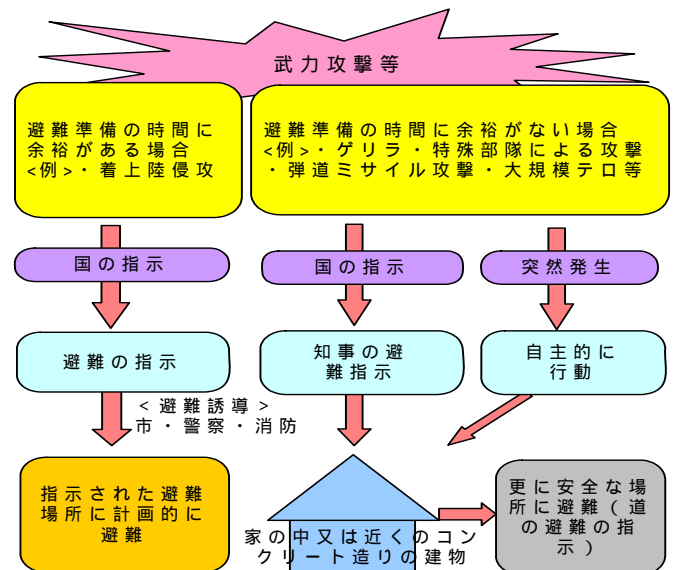 武力攻撃等
避難準備の時間に
余裕がある場合
<例>・着上陸侵攻
避難準備の時間に余裕がない場合
<例>・ゲリラ・特殊部隊による攻撃
・弾道ミサイル攻撃・大規模テロ等
国の指示
国の指示
突然発生
避難の指示
知事の避
難指示
自主的に
行動
<避難誘導>
市・警察・消防
指示された避難
場所に計画的に
避難
家の中又は近くのコン
クリート造りの建物
更に安全な場
所に避難(道
の避難の指
示)